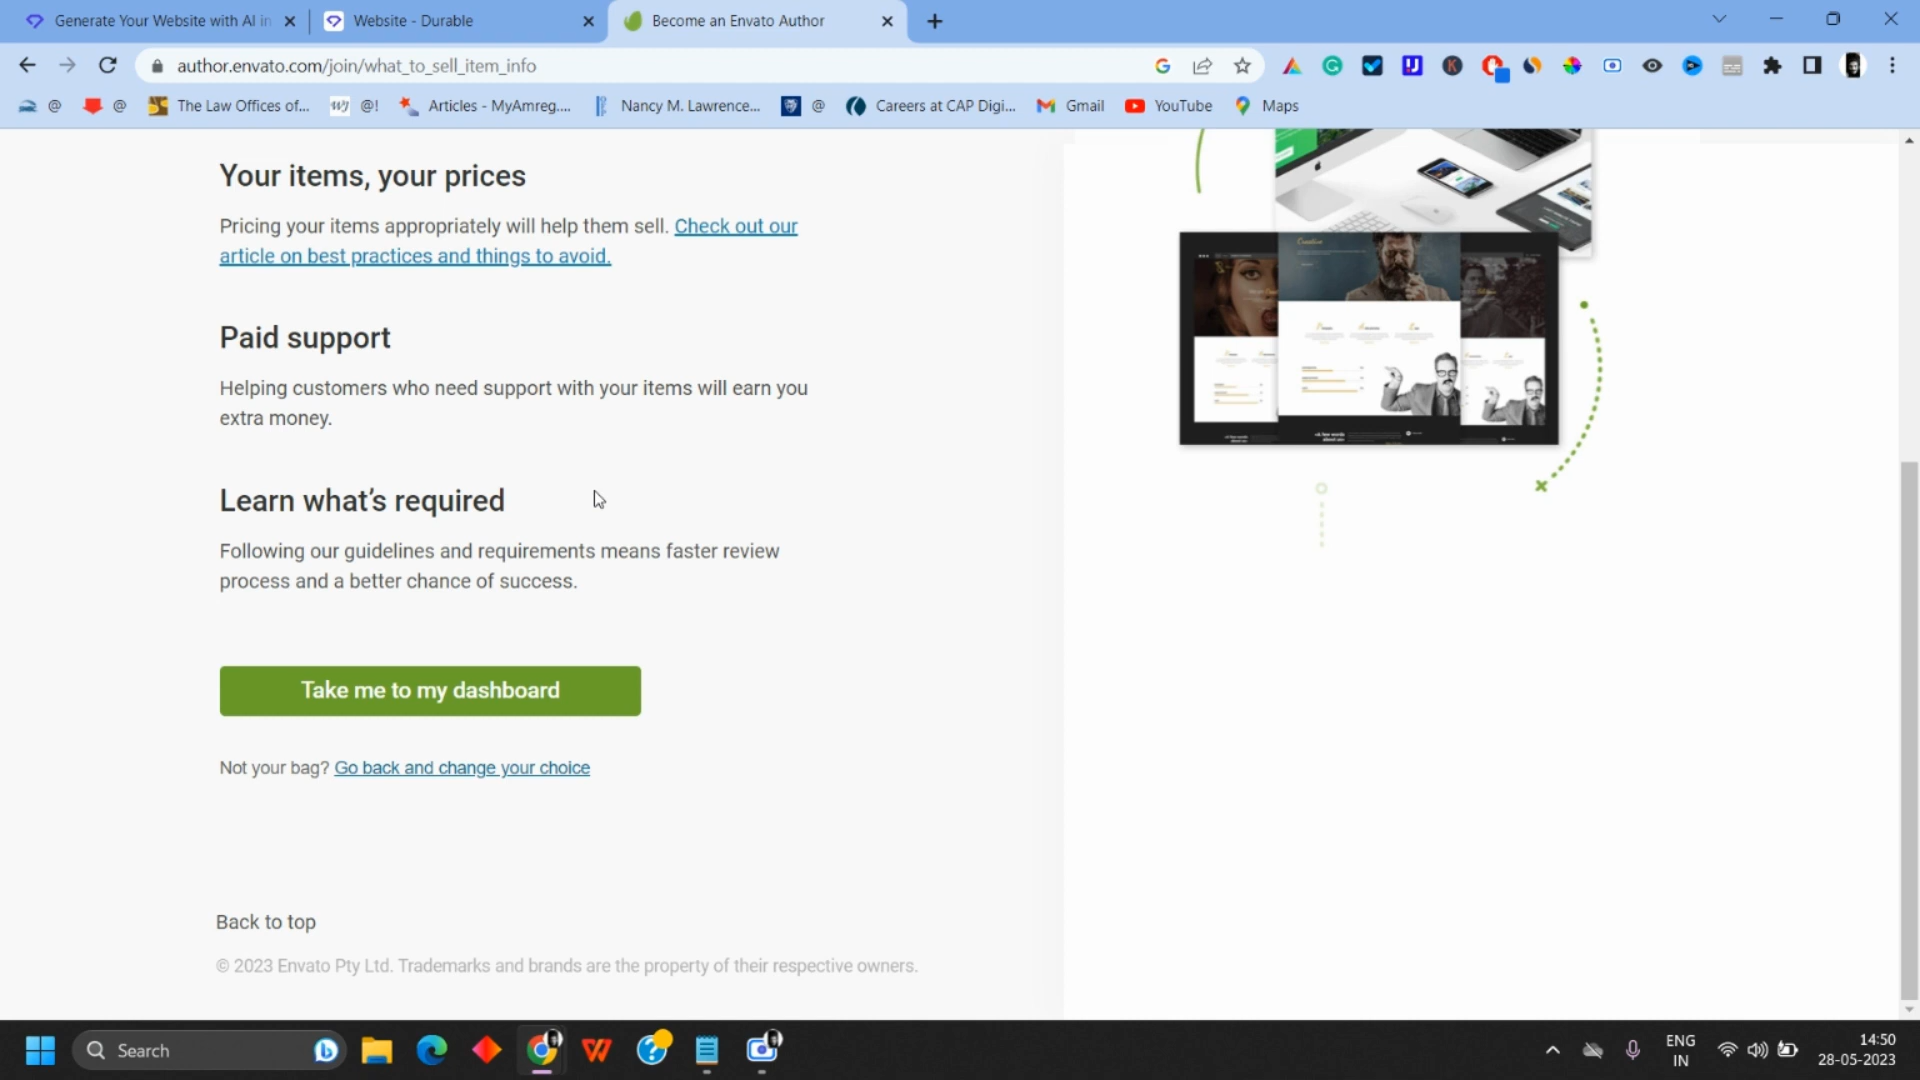 Generate Your Website with AI in
Website - Durable
Become an Envato Author
author.envato.com/join/what_to_sell_item_info
@
@
The Law Offices of...
@!
Articles - MyAmreg....
Nancy M. Lawrence...
@
Careers at CAP Digi...
Gmail
YouTube
Maps
Your items, your prices
Pricing your items appropriately will help them sell. Check out our
article on best practices and things to avoid.
Paid support
Helping customers who need support with your items will earn you
extra money.
Learn what's required
Following our guidelines and requirements means faster review
process and a better chance of success.
Take me to my dashboard
Not your bag? Go back and change your choice
Back to top
© 2023 Envato Pty Ltd. Trademarks and brands are the property of their respective owners.
Search
ENG
IN
14:50
28-05-2023